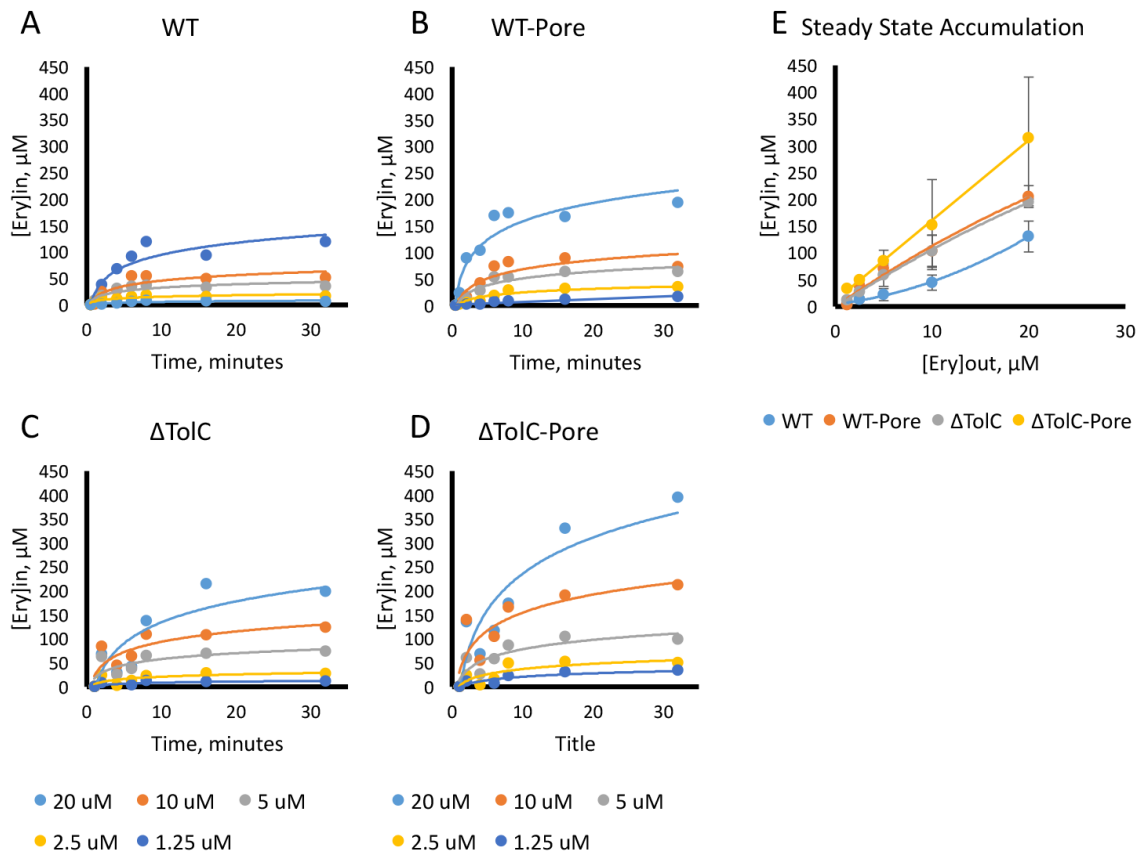 A WT
B WT-Pore
E Steady State Accumulation
[Ery]in, µM
450
400
350
300
250
200
150
100
50
0
0 10 20 30
Time, minutes
[Ery]in, µM
450
400
350
300
250
200
150
100
50
0
0 10 20 30
Time, minutes
[Ery]in, µM
450
400
350
300
250
200
150
100
50
0
0 10 20 30
[Ery]out, µM
WT WT-Pore ΔTolC ΔTolC-Pore
C ΔTolC
D ΔTolC-Pore
[Ery]in, µM
450
400
350
300
250
200
150
100
50
0
0 10 20 30
Time, minutes
[Ery]in, µM
450
400
350
300
250
200
150
100
50
0
0 10 20 30
Title
20 uM 10 uM 5 uM
2.5 uM 1.25 uM
20 uM 10 uM 5 uM
2.5 uM 1.25 uM